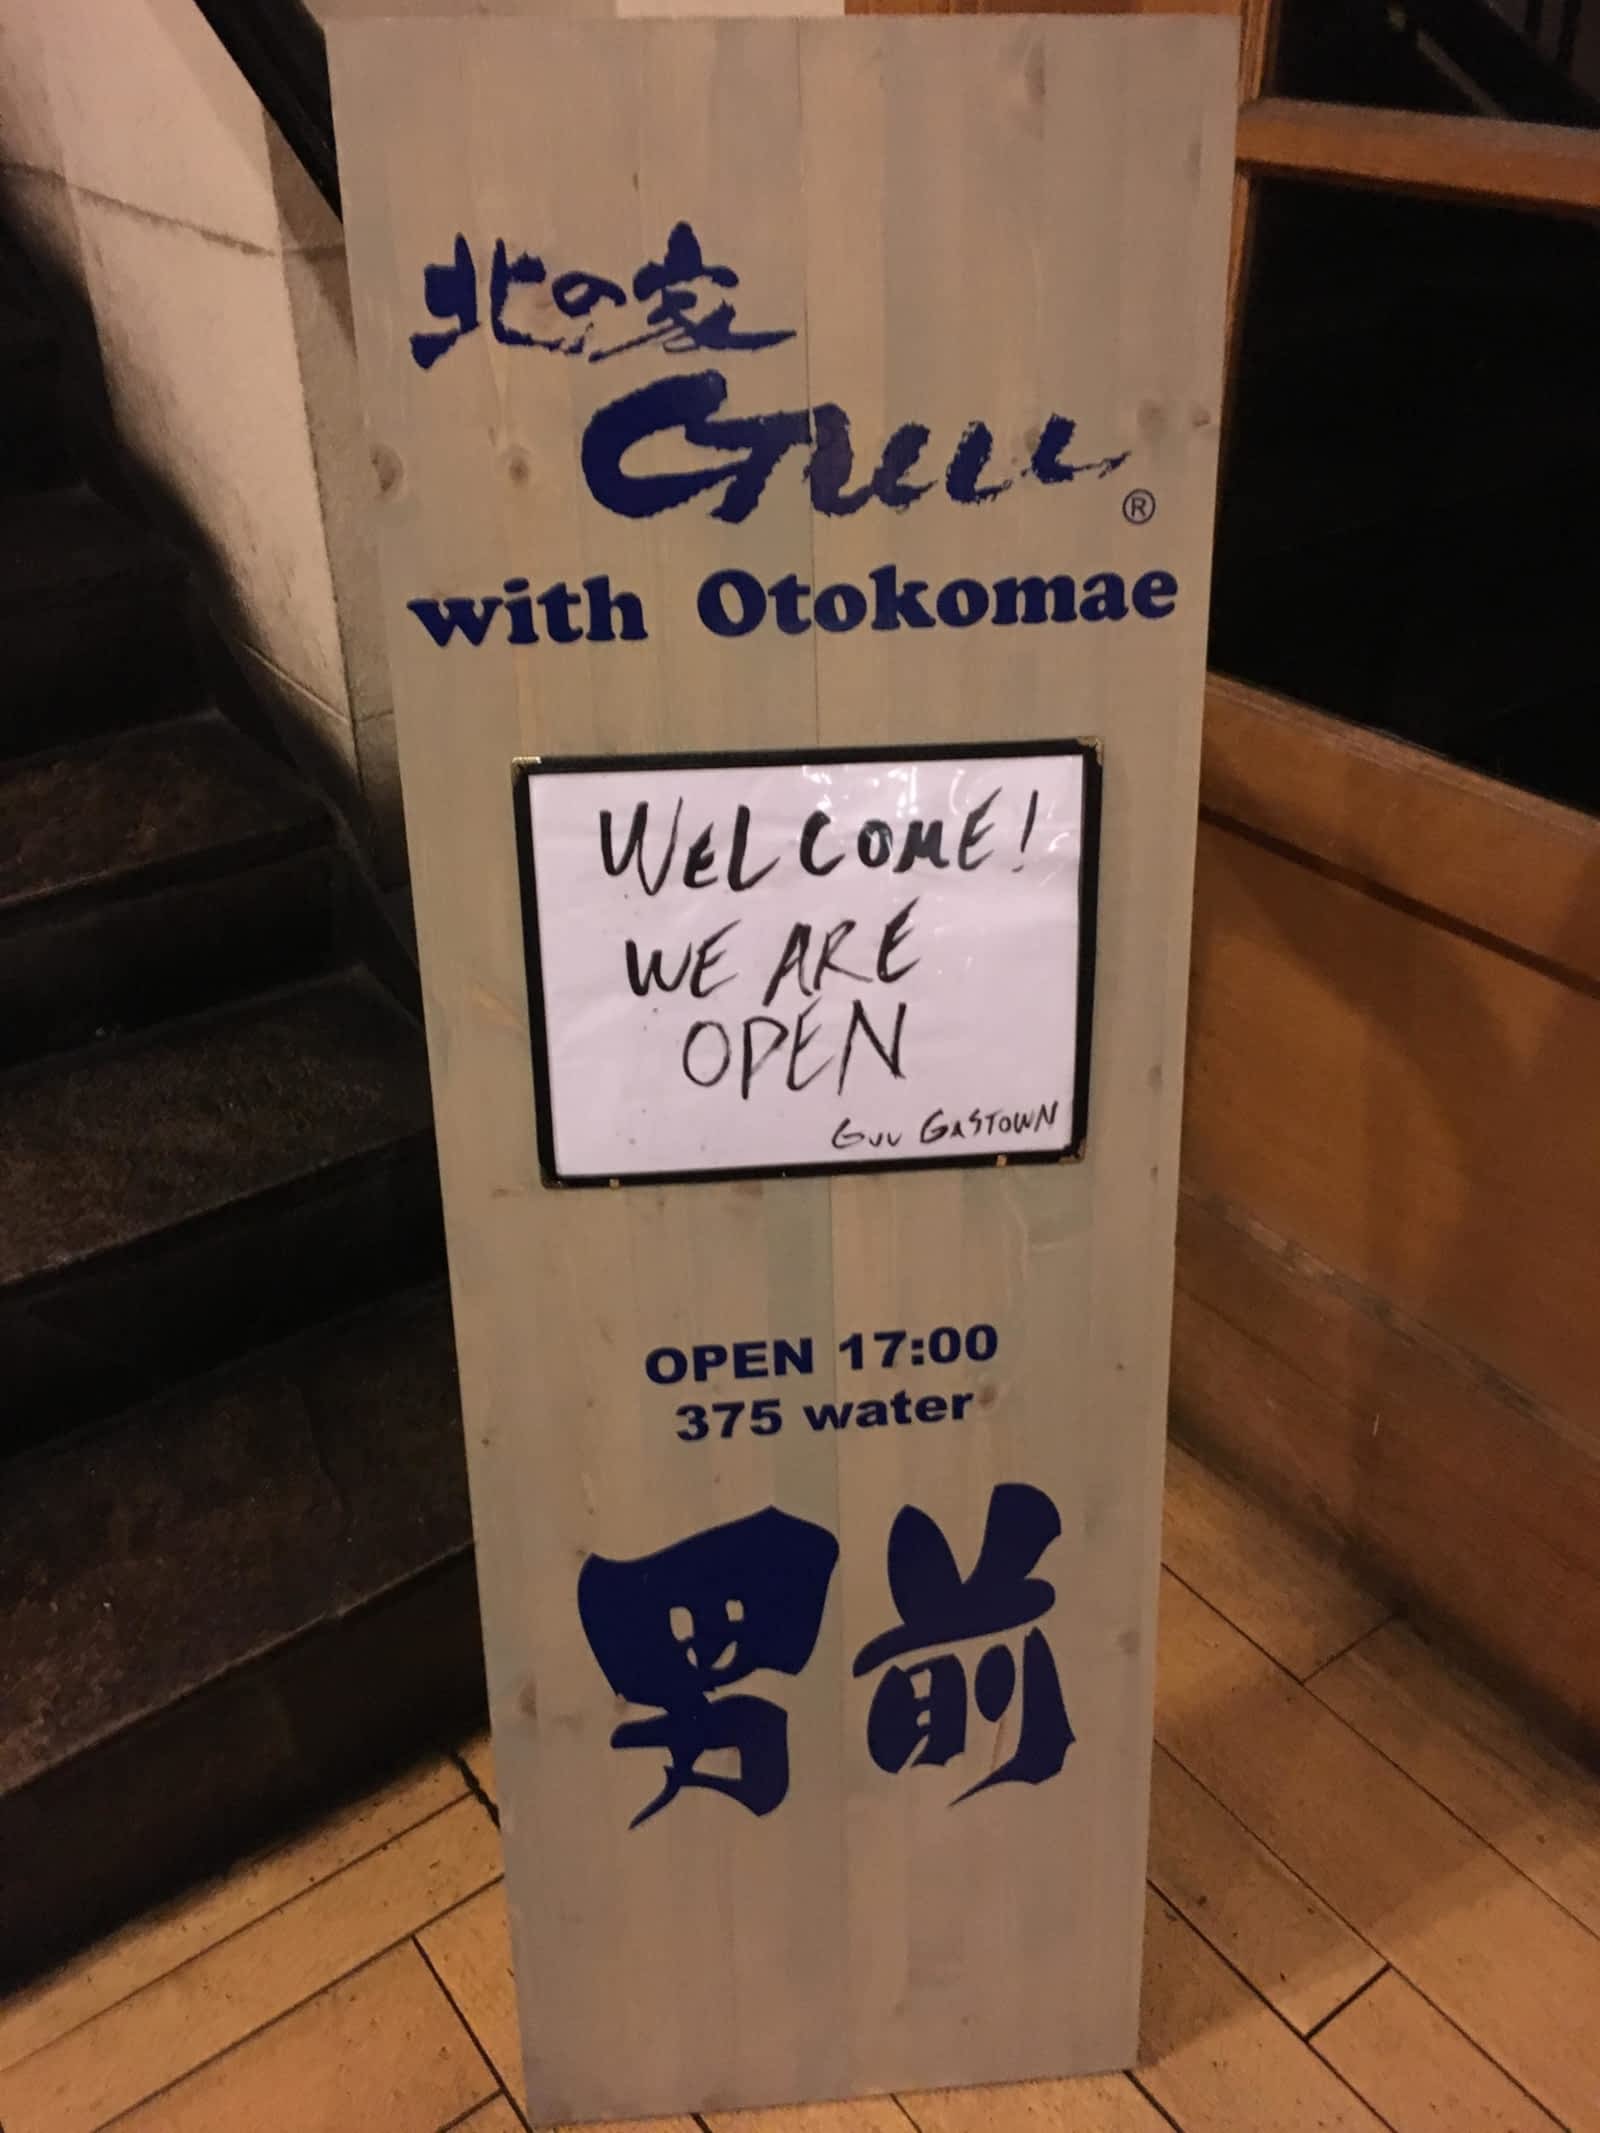 北の家
Guu ®
with Otokomae
WELCOME!
WE ARE
OPEN
GUU GASTOWN
OPEN 17:00
375 water
男前